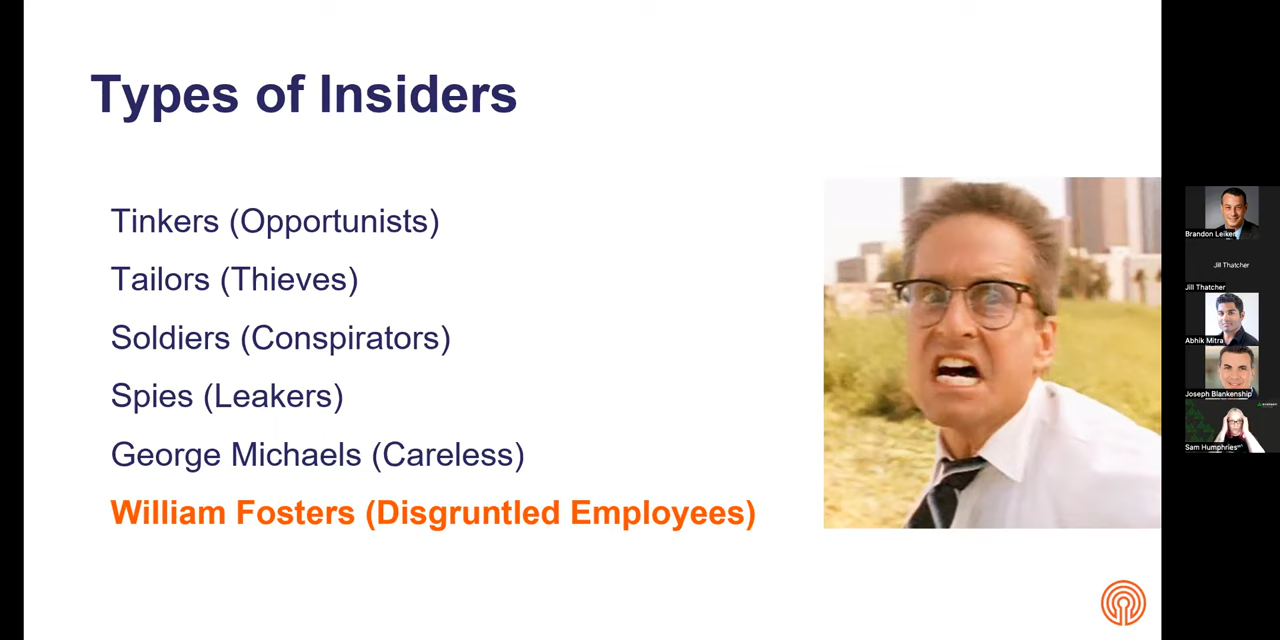 Types of Insiders
Tinkers (Opportunists)
Tailors (Thieves)
Soldiers (Conspirators)
Spies (Leakers)
George Michaels (Careless)
William Fosters (Disgruntled Employees)
Brandon Leiker
Jill Thatcher
Jill Thatcher
Abhik Mitra
Joseph Blankenship
Sam Humphries